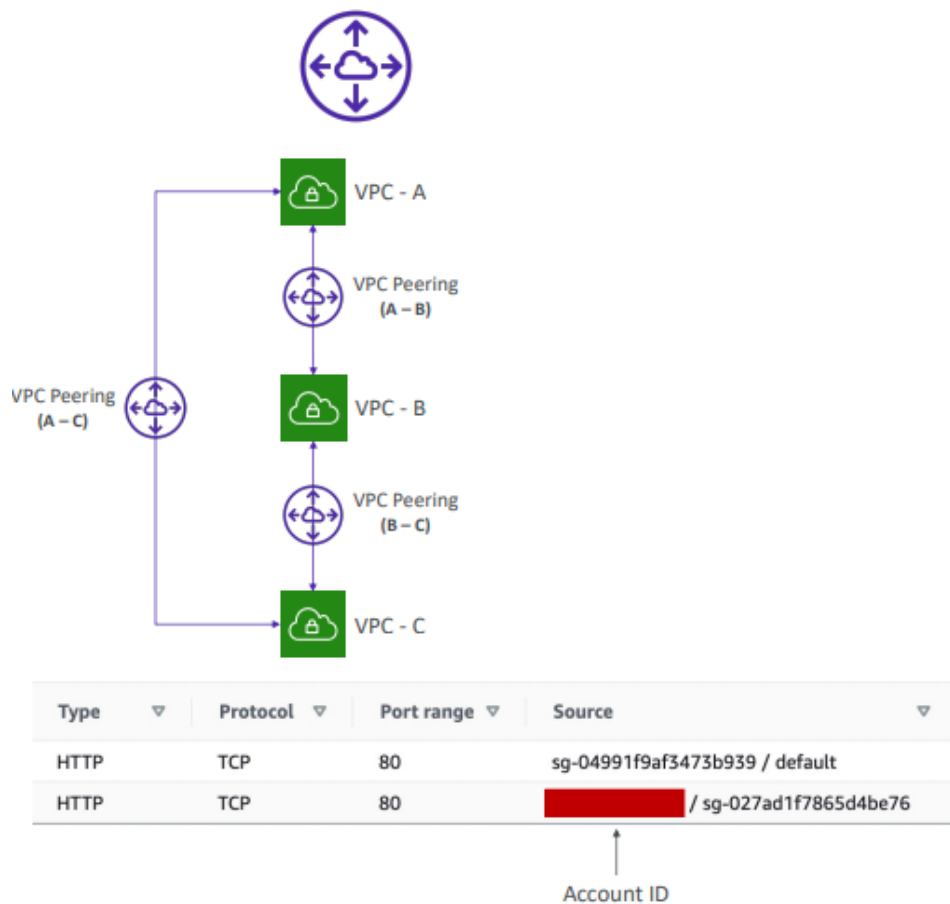 VPC - A
VPC Peering
(A – B)
VPC Peering
(A – C)
VPC - B
VPC Peering
(B – C)
VPC - C
Type Protocol Port range Source
HTTP TCP 80 sg-04991f9af3473b939 / default
HTTP TCP 80 / sg-027ad1f7865d4be76
Account ID